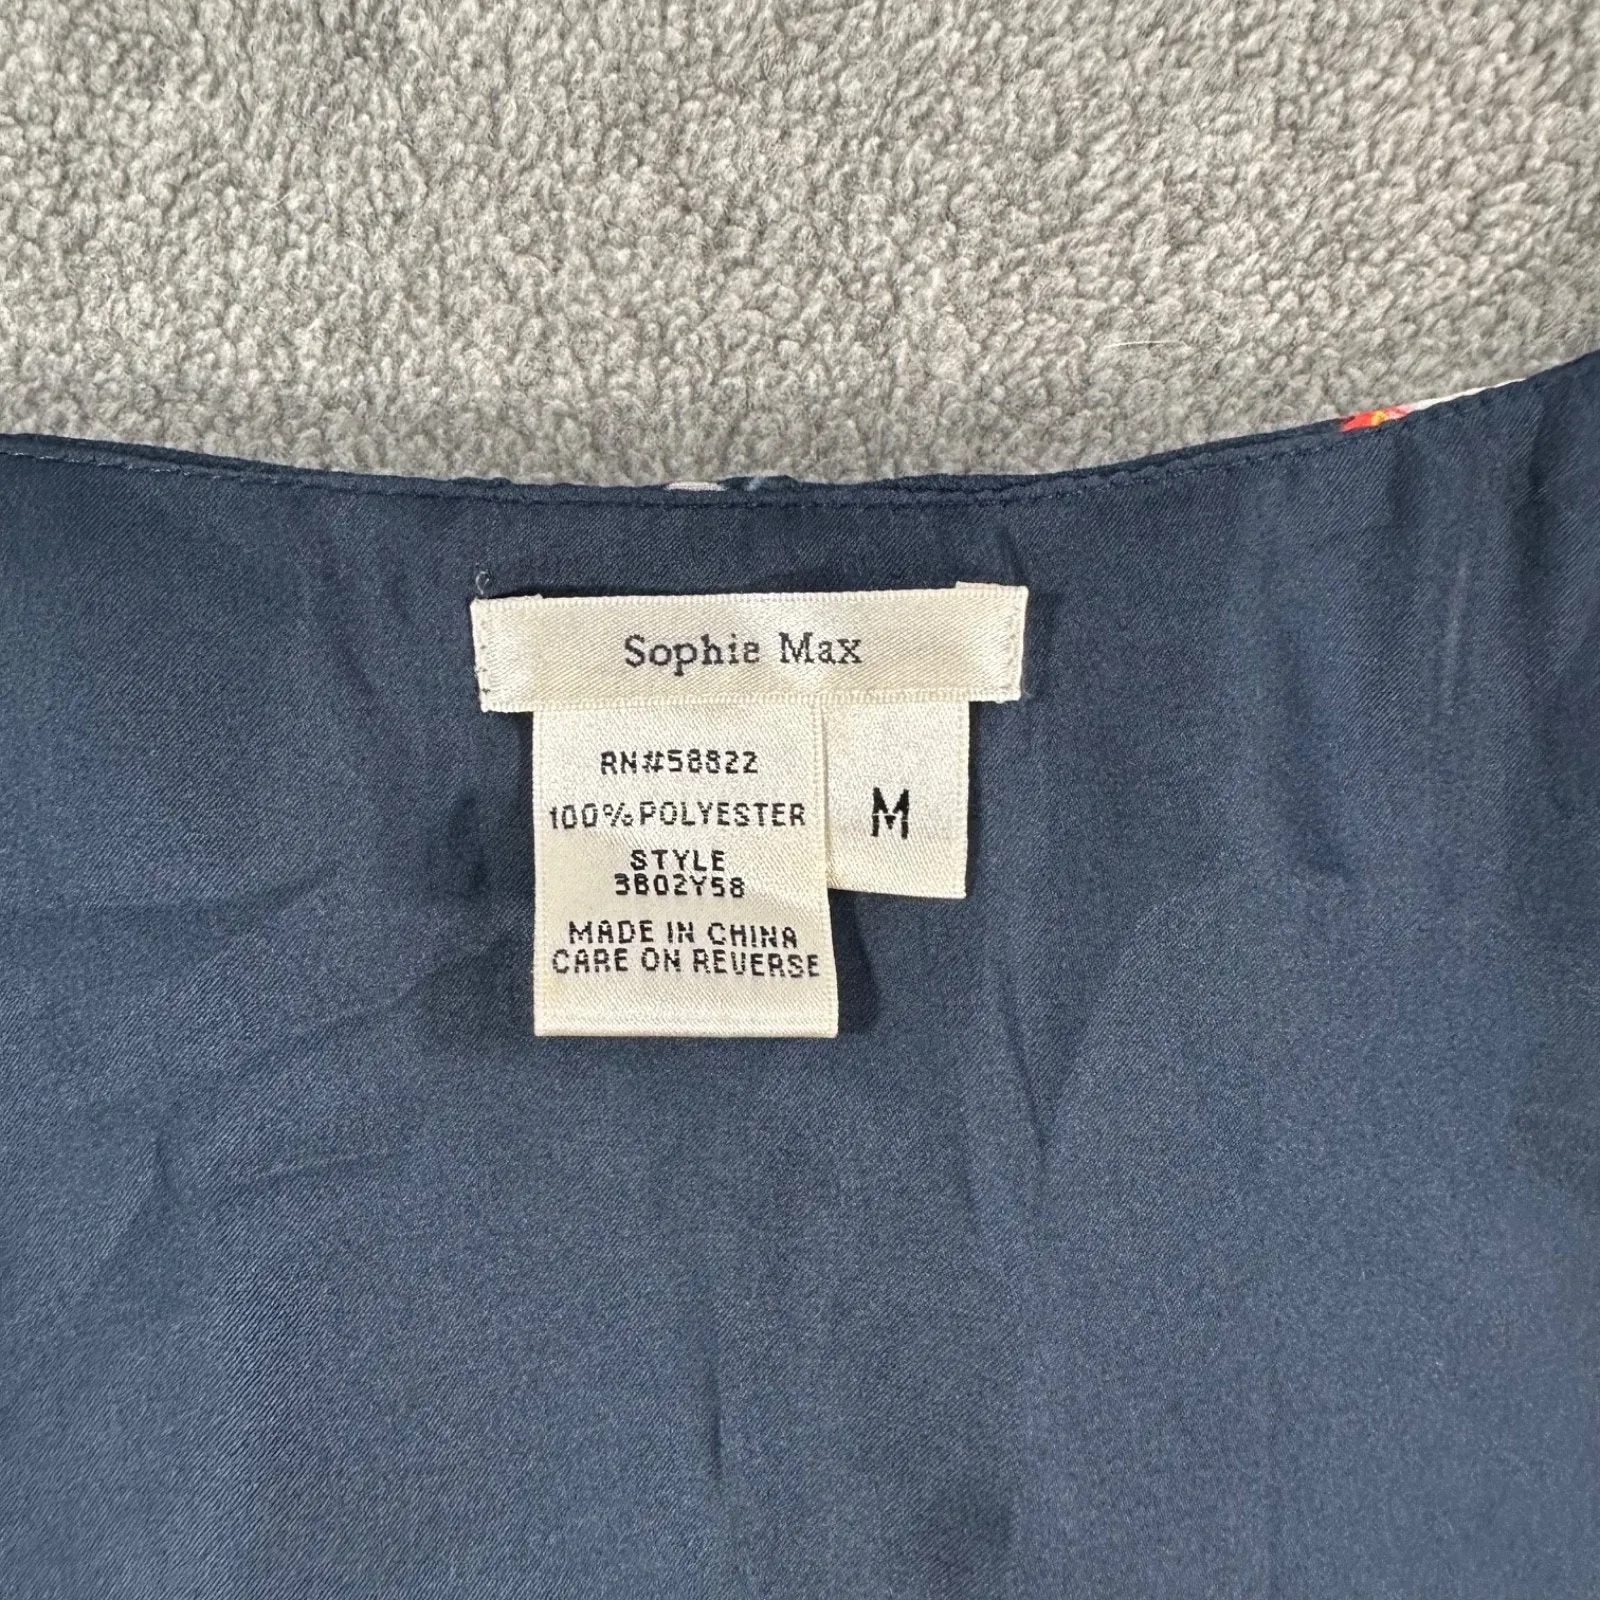 Sophie Max
RN#58822
100% POLYESTER
STYLE
3B02Y58
MADE IN CHINA
CARE ON REVERSE
M